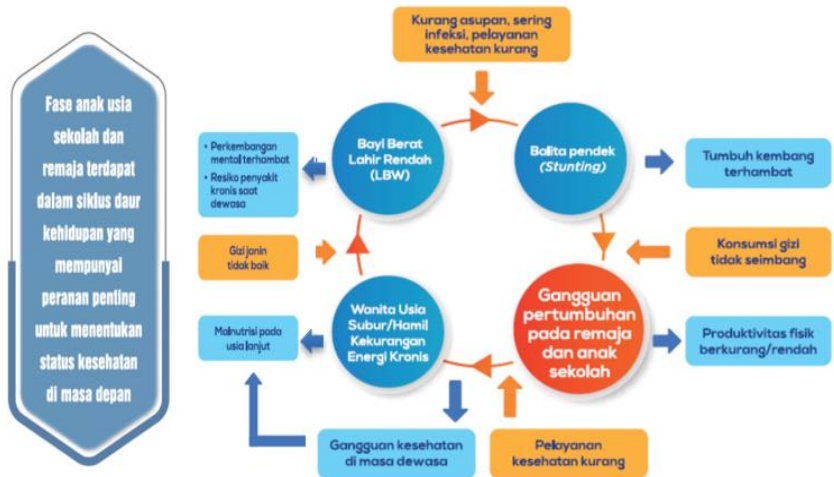 Fase anak usia
sekolah dan
remaja terdapat
dalam siklus daur
kehidupan yang
mempunyai
peranan penting
untuk menentukan
status kesehatan
di masa depan
Kurang asupan, sering
infeksi, pelayanan
kesehatan kurang
Bayi Berat
Lahir Rendah
(LBW)
• Perkembangan
mental terhambat
• Resiko penyakit
kronis saat
dewasa
Balita pendek
(Stunting)
Tumbuh kembang
terhambat
Gizi janin
tidak baik
Konsumsi gizi
tidak seimbang
Wanita Usia
Subur/Hamil
Kekurangan
Energi Kronis
Malnutrisi pada
usia lanjut
Gangguan
pertumbuhan
pada remaja
dan anak
sekolah
Produktivitas fisik
berkurang/rendah
Gangguan kesehatan
di masa dewasa
Pelayanan
kesehatan kurang